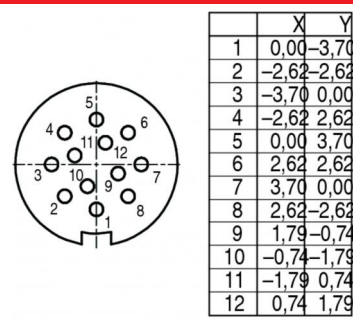 5
4 6
11 12
3 7
10 9
2 8
1
X Y
1 0,00 –3,70
2 –2,62 –2,62
3 –3,70 0,00
4 –2,62 2,62
5 0,00 3,70
6 2,62 2,62
7 3,70 0,00
8 2,62 –2,62
9 1,79 –0,74
10 –0,74 –1,79
11 –1,79 0,74
12 0,74 1,79